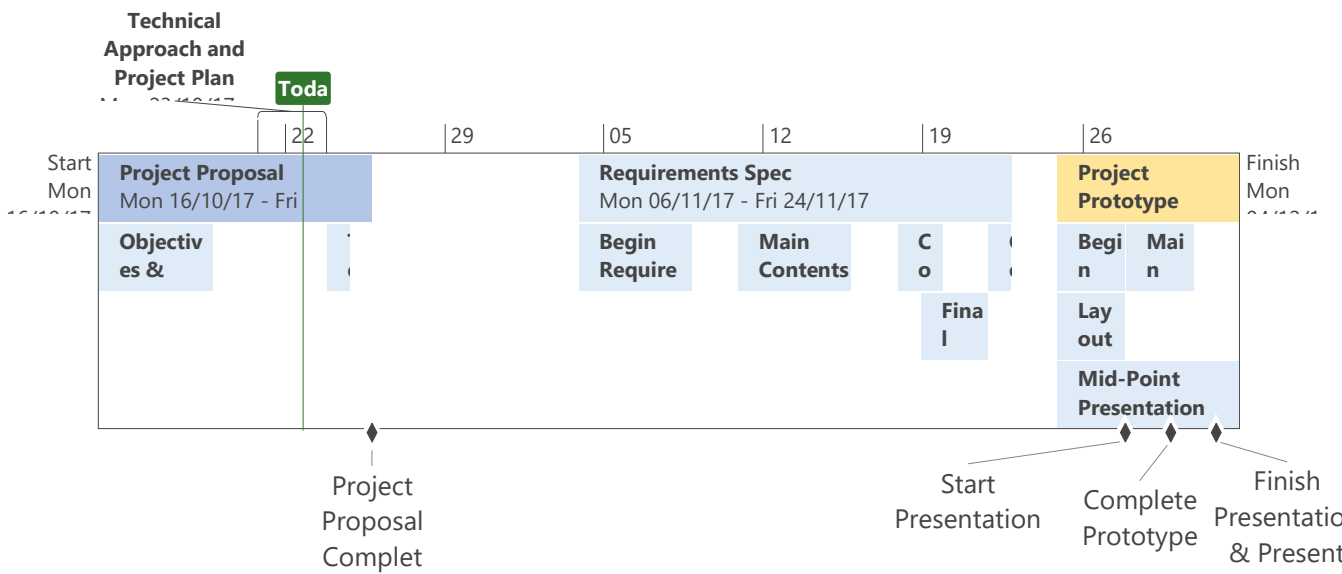 Technical
Approach and
Project Plan
Toda
22
29
05
12
19
26
Start
Mon
Project Proposal
Mon 16/10/17 - Fri
Requirements Spec
Mon 06/11/17 - Fri 24/11/17
Project
Prototype
Finish
Mon
Objectiv
es &
Begin
Require
Main
Contents
C
o
Begi
n
Mai
n
Fina
l
Lay
out
Mid-Point
Presentation
Project
Proposal
Complet
Start
Presentation
Complete
Prototype
Finish
Presentatio
& Present